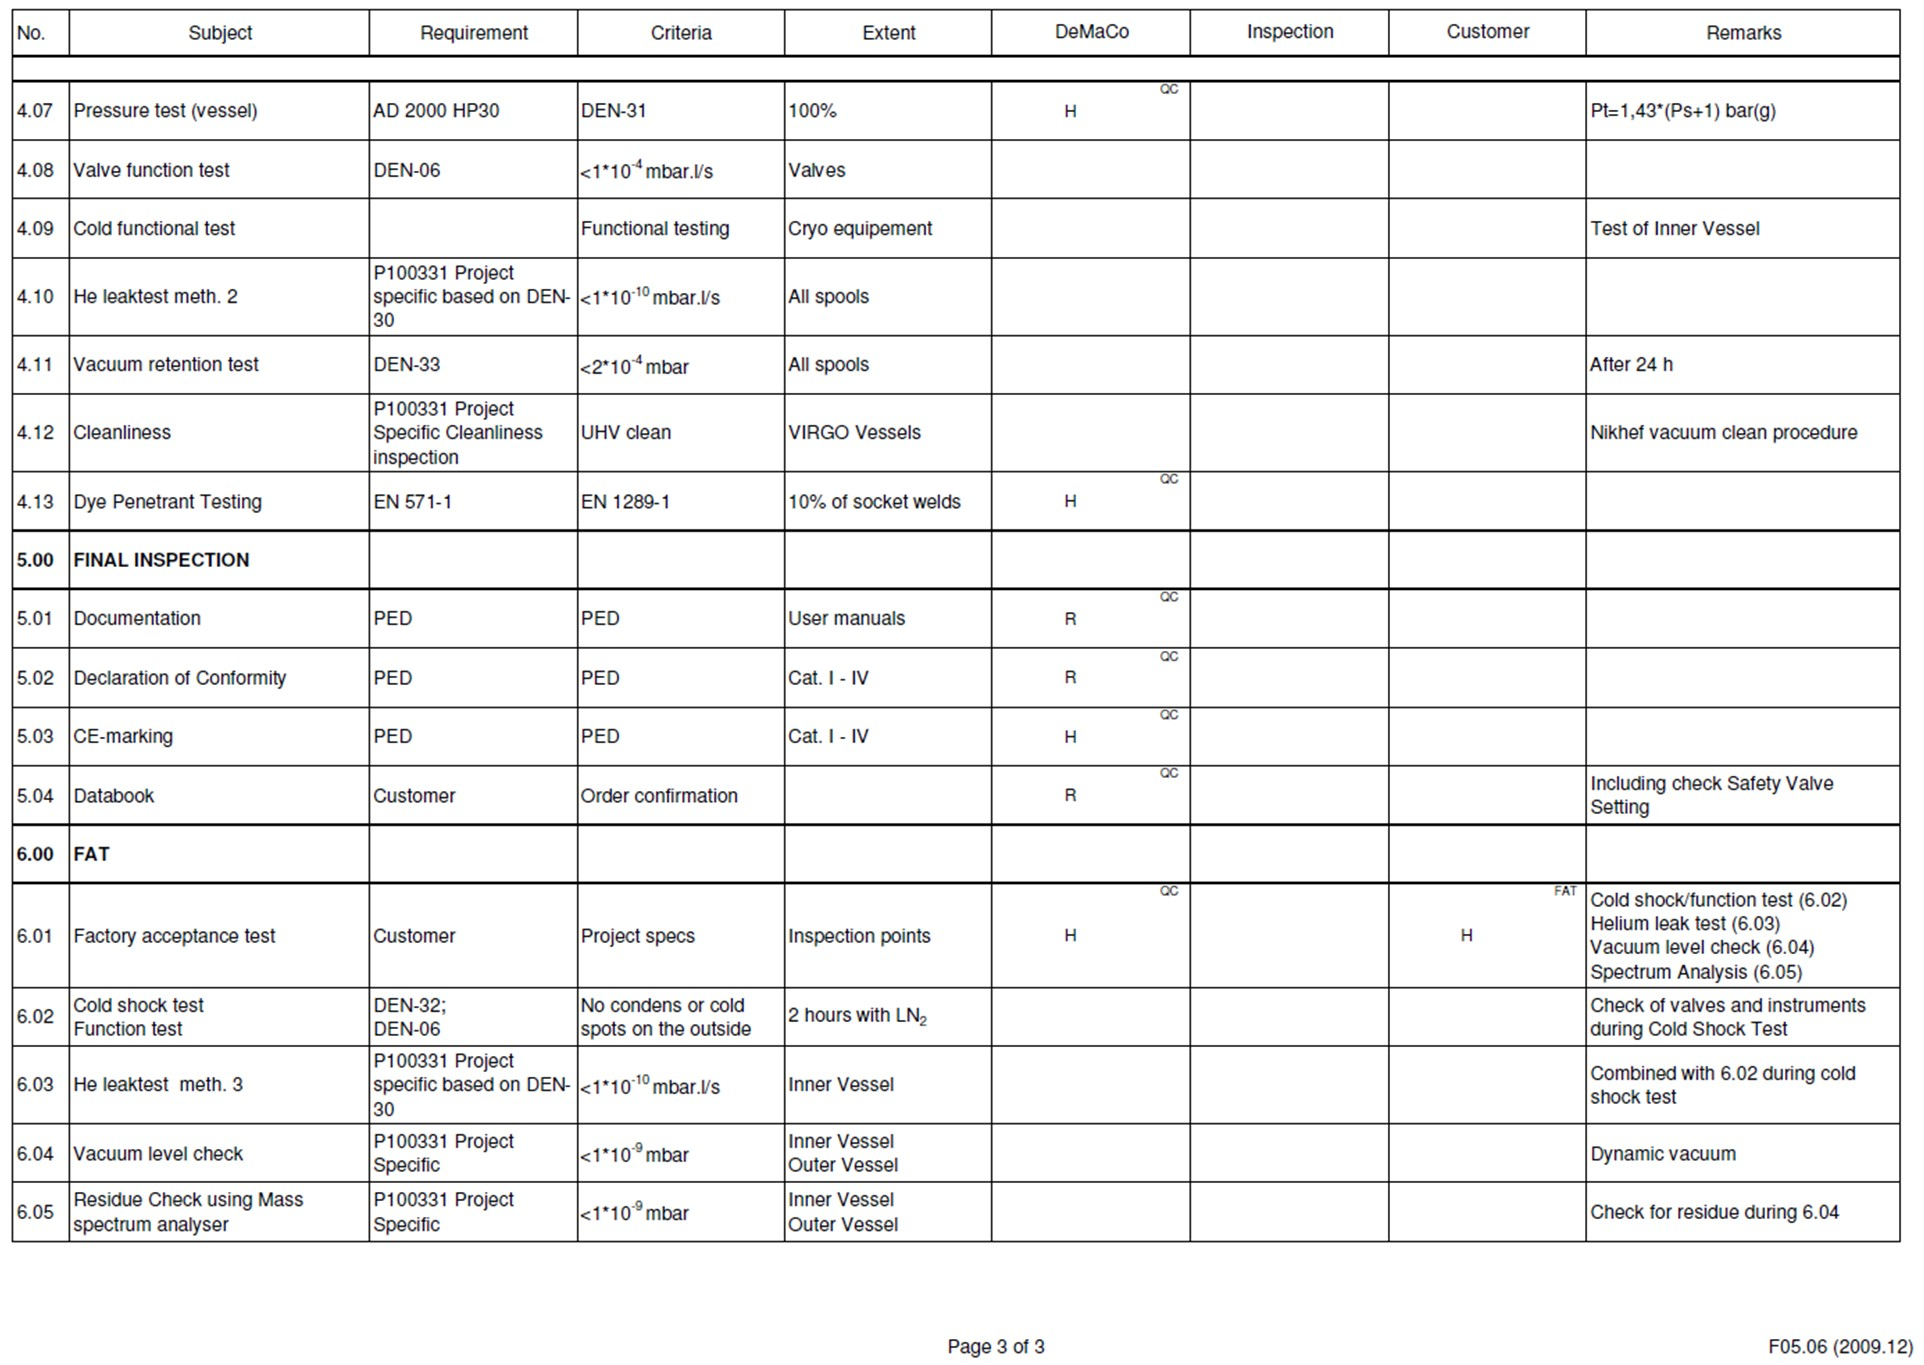 No. Subject Requirement Criteria Extent DeMaCo Inspection Customer Remarks
QC
4.07 Pressure test (vessel) AD 2000 HP30 DEN-31 100% H Pt=1,43*(Ps+1) bar(g)
4.08 Valve function test DEN-06 <1*10-4 mbar.l/s Valves
4.09 Cold functional test Functional testing Cryo equipement Test of Inner Vessel
P100331 Project
4.10 He leaktest meth. 2 specific based on DEN- <1*10-10 mbar.l/s All spools
30
4.11 Vacuum retention test DEN-33 <2*10-4 mbar All spools After 24 h
P100331 Project
4.12 Cleanliness Specific Cleanliness UHV clean VIRGO Vessels Nikhef vacuum clean procedure
inspection
QC
4.13 Dye Penetrant Testing EN 571-1 EN 1289-1 10% of socket welds H
5.00 FINAL INSPECTION
QC
5.01 Documentation PED PED User manuals R
QC
5.02 Declaration of Conformity PED PED Cat. I - IV R
QC
5.03 CE-marking PED PED Cat. I - IV H
QC
5.04 Databook Customer Order confirmation R Including check Safety Valve
Setting
6.00 FAT
QC FAT
Cold shock/function test (6.02)
Helium leak test (6.03)
6.01 Factory acceptance test Customer Project specs Inspection points H H Vacuum level check (6.04)
Spectrum Analysis (6.05)
Cold shock test DEN-32; No condens or cold Check of valves and instruments
6.02 Function test DEN-06 spots on the outside 2 hours with LN2 during Cold Shock Test
P100331 Project
6.03 He leaktest meth. 3 specific based on DEN- <1*10-10 mbar.l/s Inner Vessel Combined with 6.02 during cold
30 shock test
P100331 Project Inner Vessel
6.04 Vacuum level check Specific <1*10-9 mbar Outer Vessel Dynamic vacuum
Residue Check using Mass P100331 Project Inner Vessel
6.05 spectrum analyser Specific <1*10-9 mbar Outer Vessel Check for residue during 6.04
Page 3 of 3 F05.06 (2009.12)